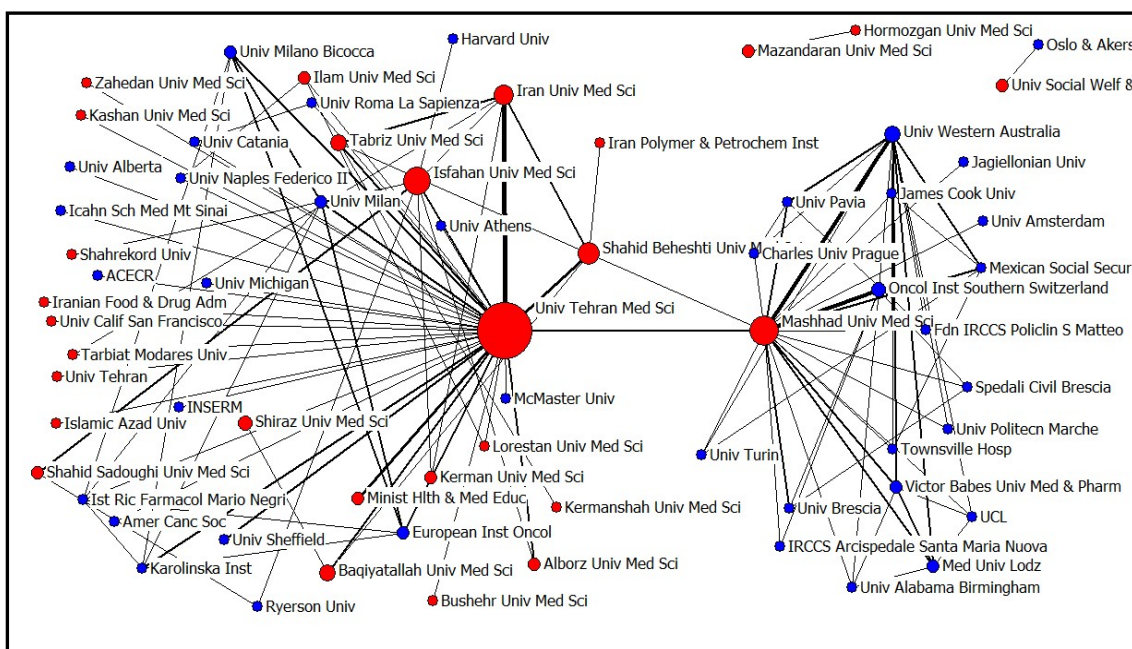 Hormozgan Univ Med Sci
Harvard Univ
Oslo & Akers
Univ Milano Bicocca
Mazandaran Univ Med Sci
Ilam Univ Med Sci
Zahedan Univ Med Sci
Univ Social Welf &
Iran Univ Med Sci
Univ Roma La Sapienza
Kashan Univ Med Sci
Univ Western Australia
Univ Catania
Tabriz Univ Med Sci
Iran Polymer & Petrochem Inst
Jagiellonian Univ
Univ Alberta
Univ Naples Federico II
Isfahan Univ Med Sci
James Cook Univ
Univ Milan
Univ Pavia
Icahn Sch Med Mt Sinai
Univ Athens
Univ Amsterdam
Shahrekord Univ
Shahid Beheshti Univ M
Charles Univ Prague
ACECR
Mexican Social Secur
Univ Michigan
Oncol Inst Southern Switzerland
Iranian Food & Drug Adm
Univ Tehran Med Sci
Univ Calif San Francisco
Mashhad Univ Med Sci
Fdn IRCCS Policlin S Matteo
Tarbiat Modares Univ
Univ Tehran
Spedali Civil Brescia
McMaster Univ
INSERM
Islamic Azad Univ
Shiraz Univ Med Sci
Univ Politecn Marche
Lorestan Univ Med Sci
Townsville Hosp
Univ Turin
Shahid Sadoughi Univ Med Sci
Kerman Univ Med Sci
Victor Babes Univ Med & Pharm
Ist Ric Farmacol Mario Negri
Minist Hlth & Med Educ
Kermanshah Univ Med Sci
Univ Brescia
UCL
Amer Canc Soc
European Inst Oncol
Univ Sheffield
IRCCS Arcispedale Santa Maria Nuova
Karolinska Inst
Baqiyatallah Univ Med Sci
Alborz Univ Med Sci
Med Univ Lodz
Univ Alabama Birmingham
Ryerson Univ
Bushehr Univ Med Sci